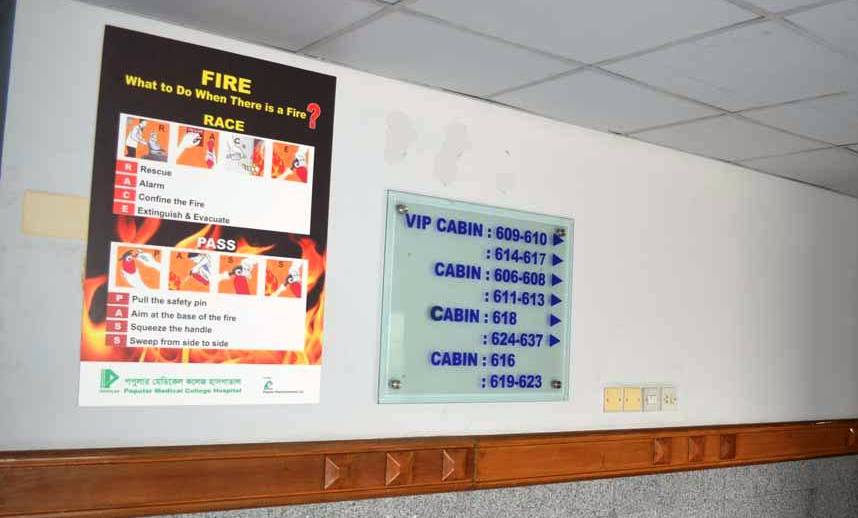 FIRE
What to Do When There is a Fire?
RACE
R A C E
R Rescue
A Alarm
C Confine the Fire
E Extinguish & Evacuate
PASS
P A S S
P Pull the safety pin
A Aim at the base of the fire
S Squeeze the handle
S Sweep from side to side
পপুলার মেডিকেল কলেজ হাসপাতাল
Popular Medical College Hospital
VIP CABIN : 609-610
: 614-617
CABIN : 606-608
: 611-613
CABIN : 618
: 624-637
CABIN : 616
: 619-623